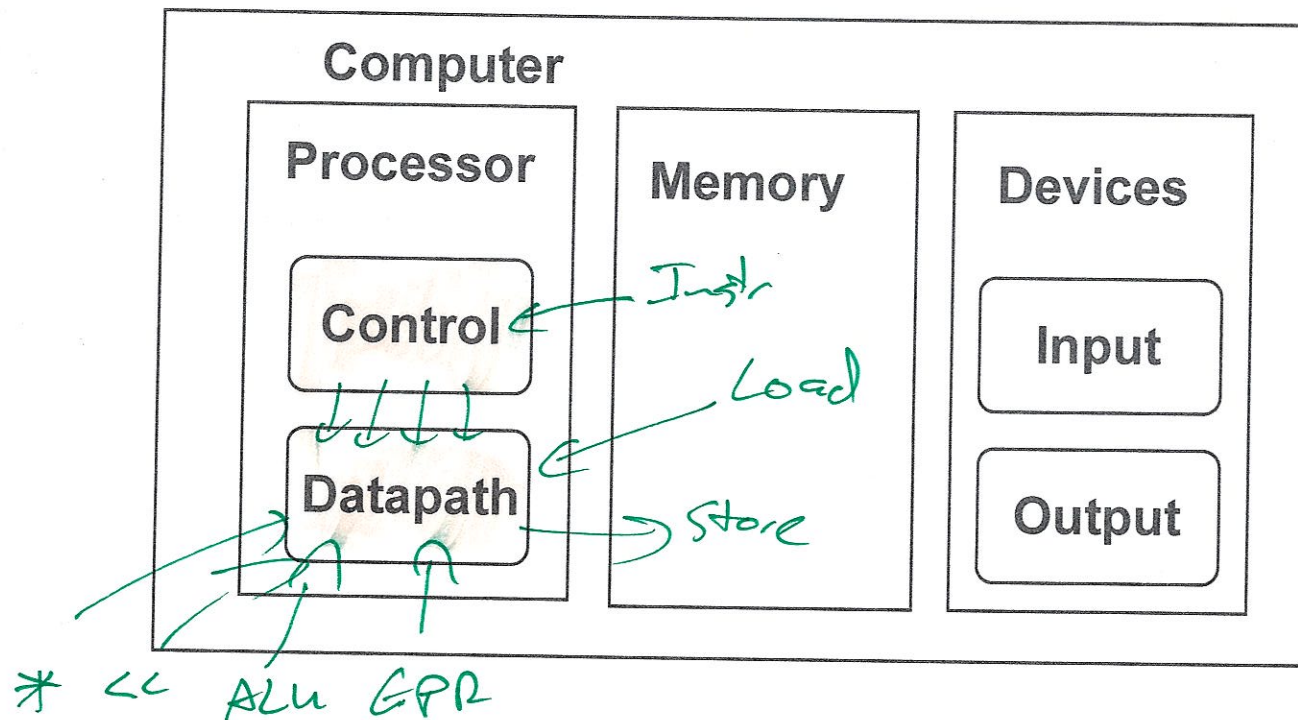 Computer
Processor
Memory
Devices
Control
Instr
Input
Load
Datapath
Store
Output
* << ALU GPR